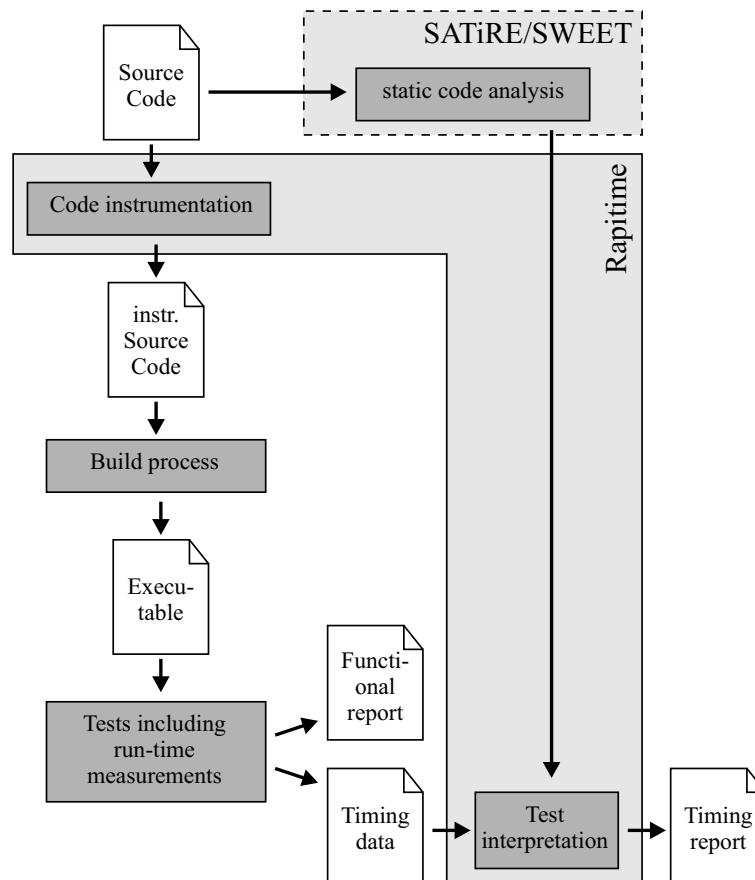 SATiRE/SWEET
Source
Code
static code analysis
Code instrumentation
Rapitime
instr.
Source
Code
Build process
Execu-
table
Functi-
onal
report
Tests including
run-time
measurements
Timing
data
Test
interpretation
Timing
report